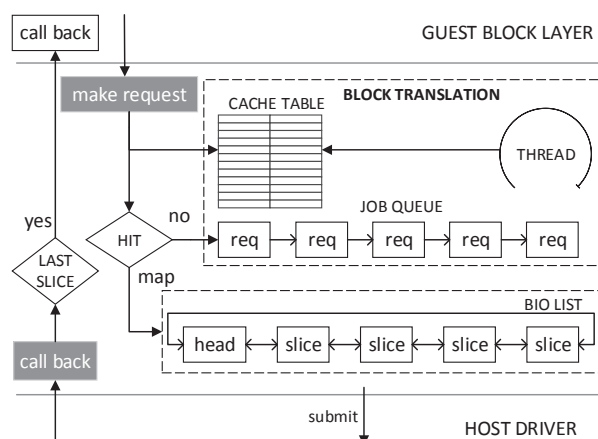 call back
GUEST BLOCK LAYER
make request
BLOCK TRANSLATION
CACHE TABLE
THREAD
yes
no
JOB QUEUE
HIT
req req req req req
LAST
SLICE
map
BIO LIST
head slice slice slice slice
call back
submit
HOST DRIVER